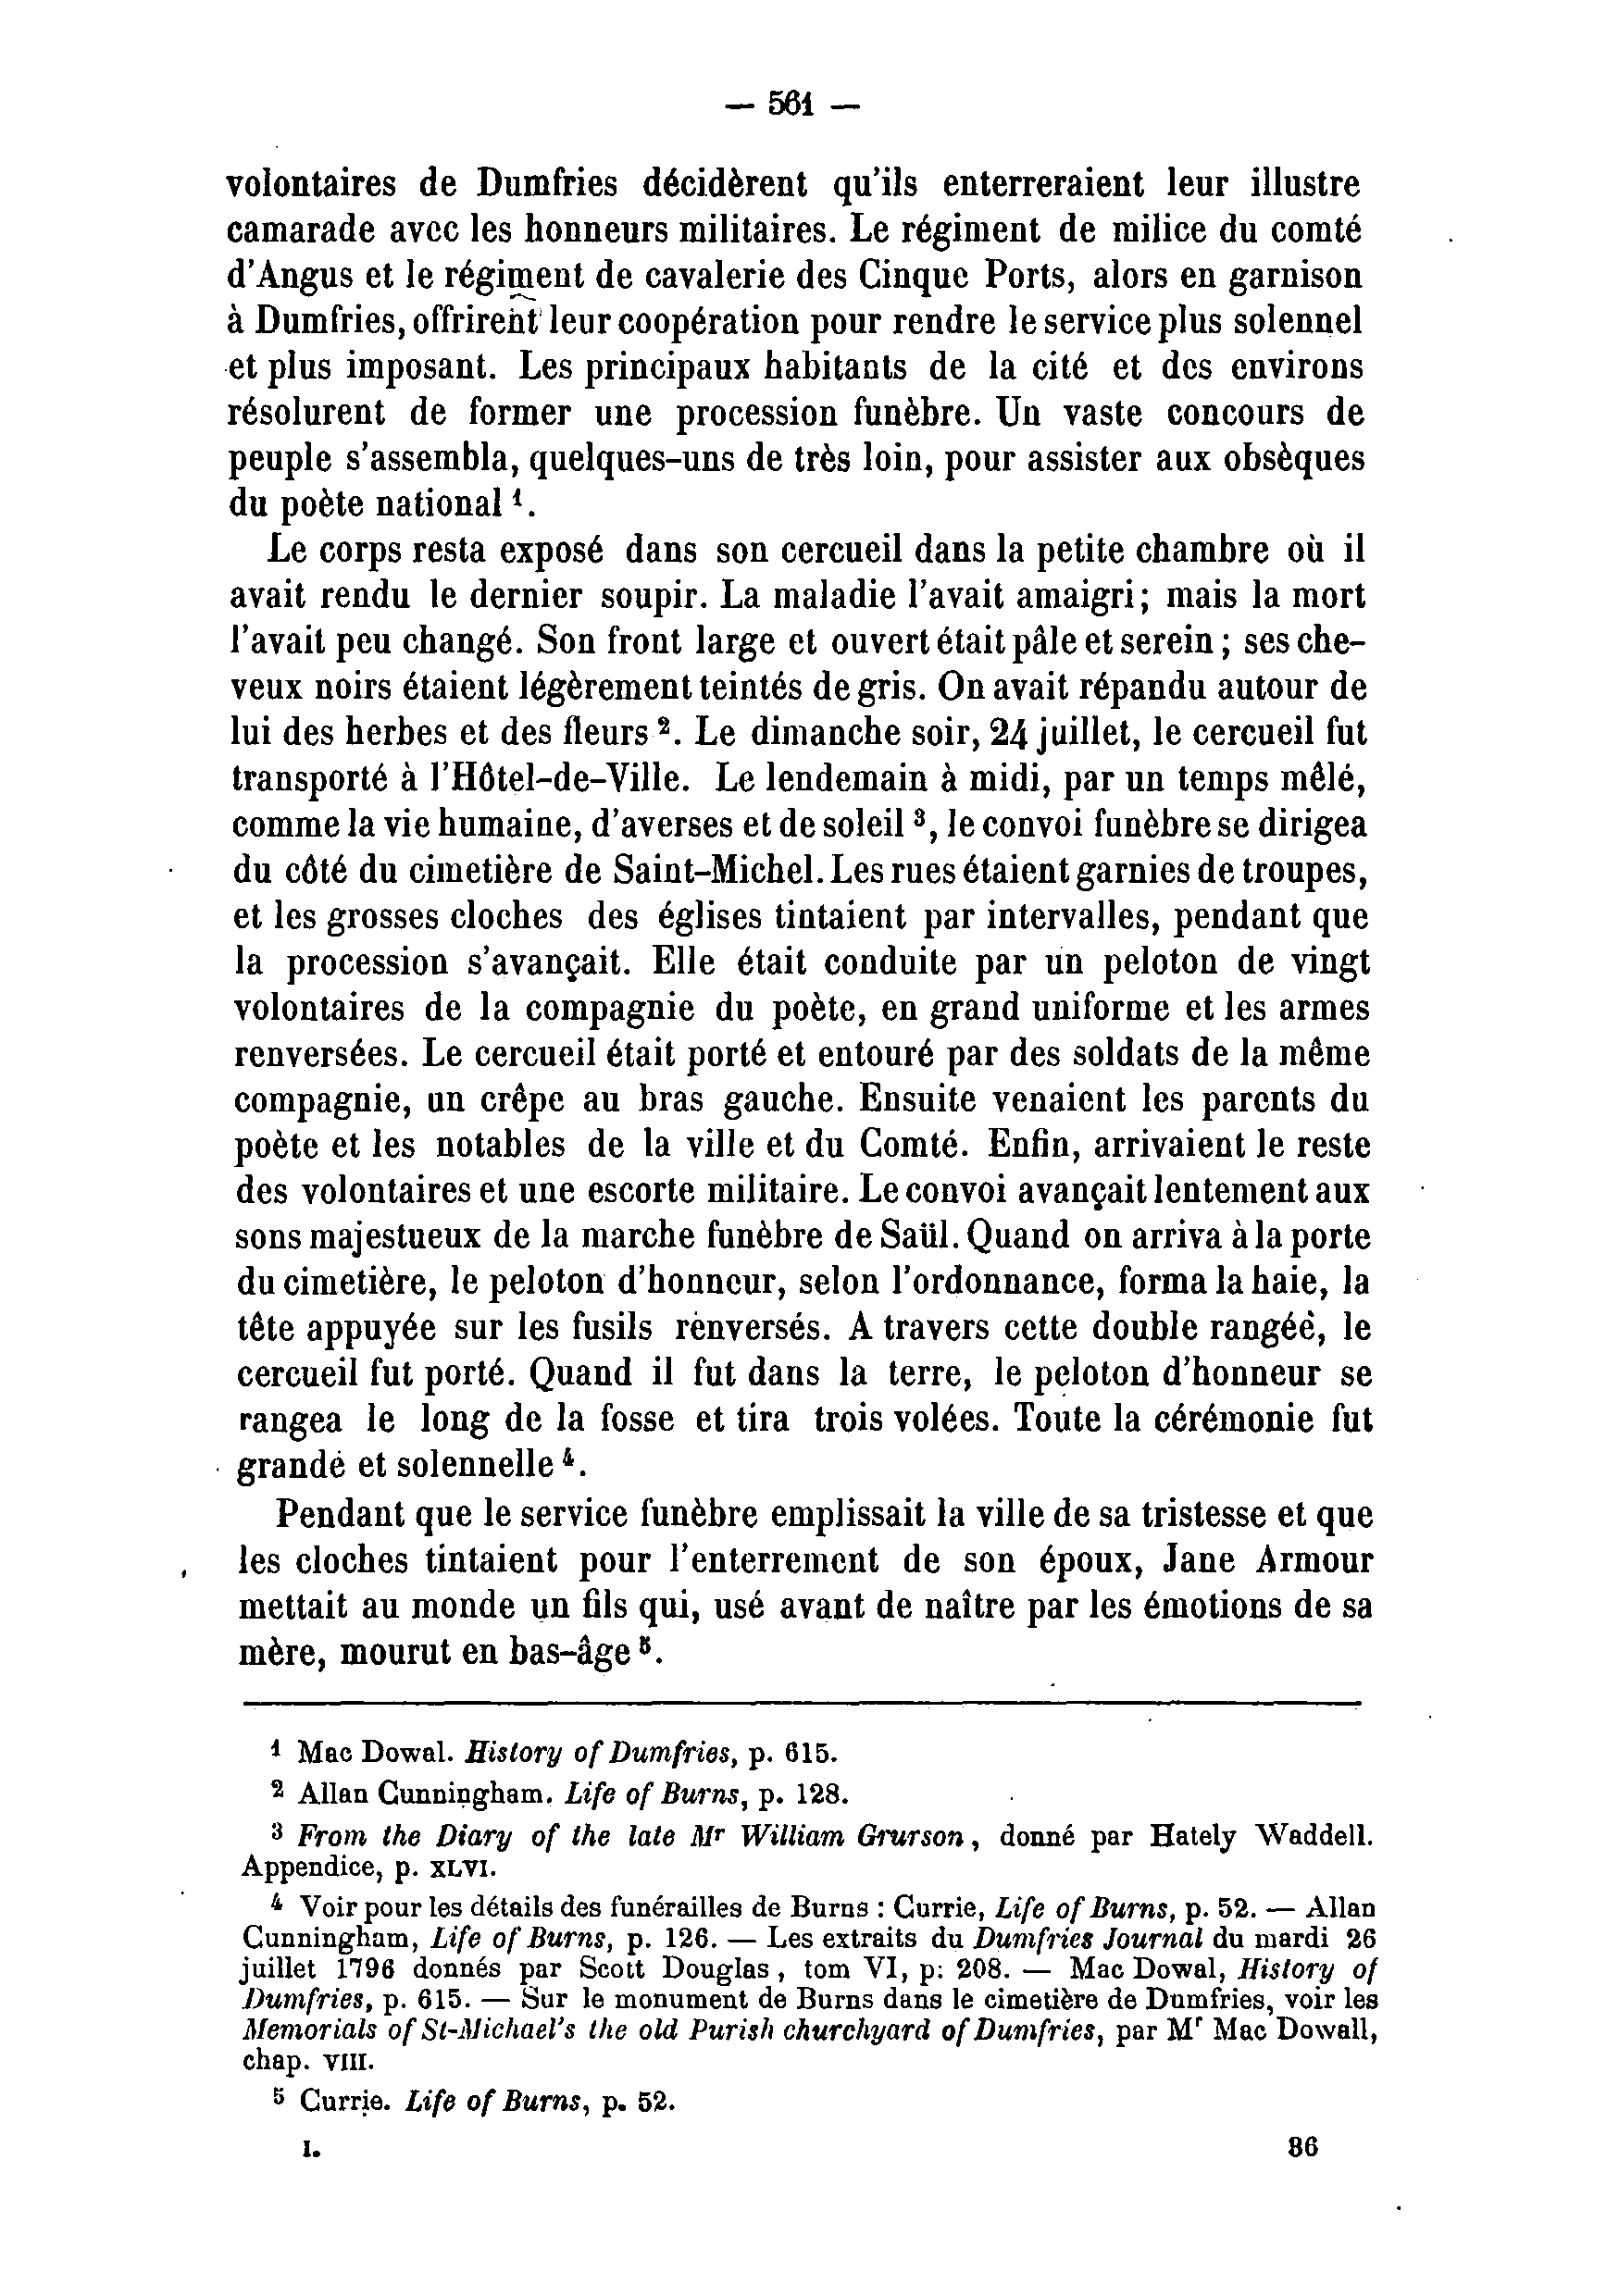 — 561 —
volontaires de Dumfries décidèrent qu'ils enterreraient leur illustre
camarade avec les honneurs militaires. Le régiment de milice du comté
d'Angus et le régiment de cavalerie des Cinque Ports, alors en garnison
à Dumfries, offrirent leur coopération pour rendre le service plus solennel
et plus imposant. Les principaux habitants de la cité et des environs
résolurent de former une procession funèbre. Un vaste concours de
peuple s'assembla, quelques-uns de très loin, pour assister aux obsèques
du poète national ¹.
Le corps resta exposé dans son cercueil dans la petite chambre où il
avait rendu le dernier soupir. La maladie l'avait amaigri; mais la mort
l'avait peu changé. Son front large et ouvert était pâle et serein; ses che-
veux noirs étaient légèrement teintés de gris. On avait répandu autour de
lui des herbes et des fleurs ². Le dimanche soir, 24 juillet, le cercueil fut
transporté à l'Hôtel-de-Ville. Le lendemain à midi, par un temps mêlé,
comme la vie humaine, d'averses et de soleil ³, le convoi funèbre se dirigea
du côté du cimetière de Saint-Michel. Les rues étaient garnies de troupes,
et les grosses cloches des églises tintaient par intervalles, pendant que
la procession s'avançait. Elle était conduite par un peloton de vingt
volontaires de la compagnie du poète, en grand uniforme et les armes
renversées. Le cercueil était porté et entouré par des soldats de la même
compagnie, un crêpe au bras gauche. Ensuite venaient les parents du
poète et les notables de la ville et du Comté. Enfin, arrivaient le reste
des volontaires et une escorte militaire. Le convoi avançait lentement aux
sons majestueux de la marche funèbre de Saül. Quand on arriva à la porte
du cimetière, le peloton d'honneur, selon l'ordonnance, forma la haie, la
tête appuyée sur les fusils renversés. A travers cette double rangée, le
cercueil fut porté. Quand il fut dans la terre, le peloton d'honneur se
rangea le long de la fosse et tira trois volées. Toute la cérémonie fut
grande et solennelle ⁴.
Pendant que le service funèbre emplissait la ville de sa tristesse et que
les cloches tintaient pour l'enterrement de son époux, Jane Armour
mettait au monde un fils qui, usé avant de naître par les émotions de sa
mère, mourut en bas-âge ⁵.
¹ Mac Dowal. History of Dumfries, p. 615.
² Allan Cunningham. Life of Burns, p. 128.
³ From the Diary of the late Mr William Grurson, donné par Hately Waddell.
Appendice, p. XLVI.
⁴ Voir pour les détails des funérailles de Burns : Currie, Life of Burns, p. 52. — Allan
Cunningham, Life of Burns, p. 126. — Les extraits du Dumfries Journal du mardi 26
juillet 1796 donnés par Scott Douglas, tom VI, p: 208. — Mac Dowal, History of
Dumfries, p. 615. — Sur le monument de Burns dans le cimetière de Dumfries, voir les
Memorials of St-Michael's the old Purish churchyard of Dumfries, par Mr Mac Dowall,
chap. VIII.
⁵ Currie. Life of Burns, p. 52.
I. 36